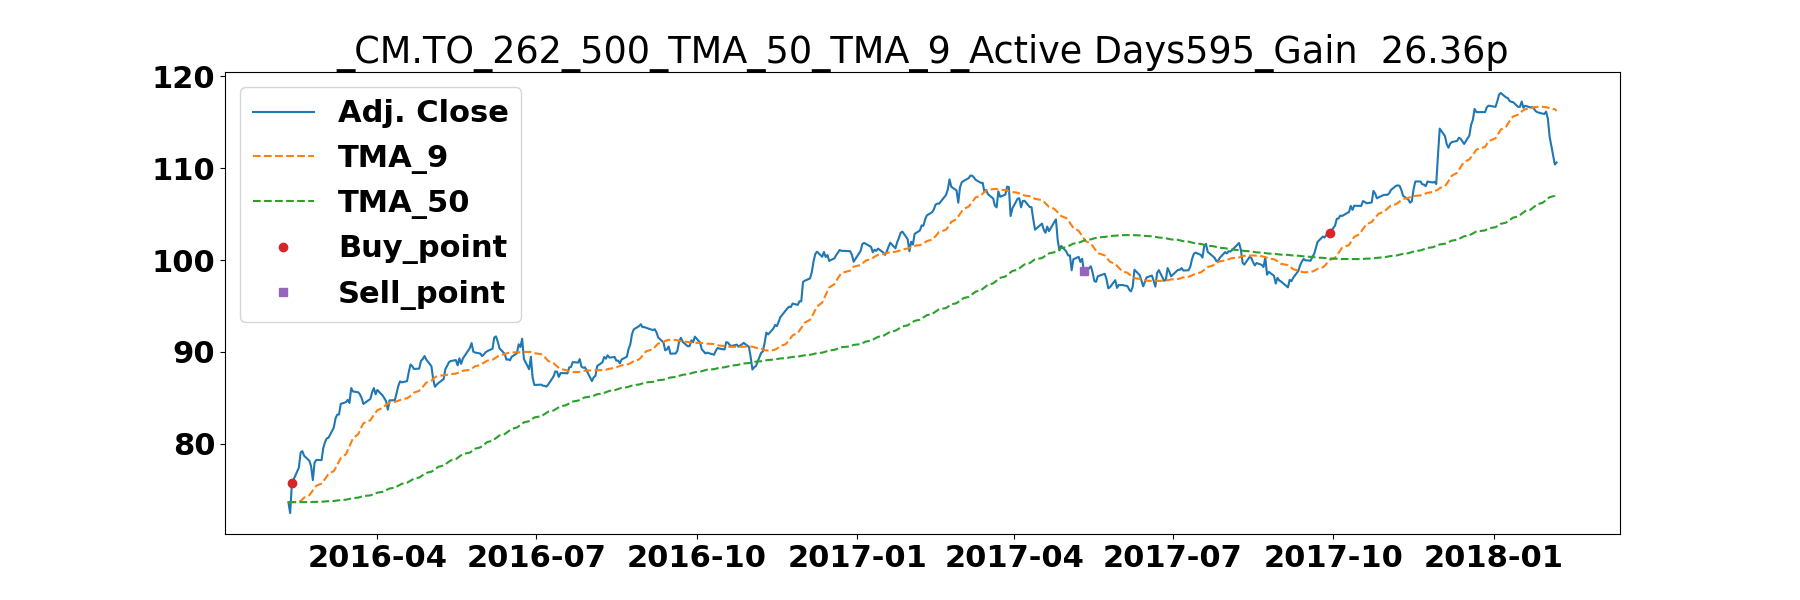 _CM.TO_262_500_TMA_50_TMA_9_Active Days595_Gain  26.36p
120
110
100
90
80
Adj. Close
TMA_9
TMA_50
Buy_point
Sell_point
2016-04 2016-07 2016-10 2017-01 2017-04 2017-07 2017-10 2018-01